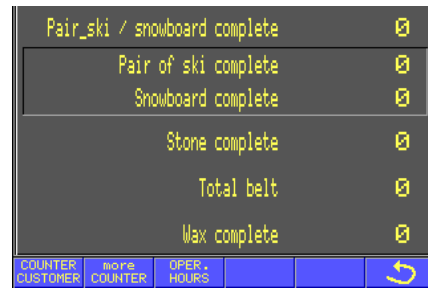 Pair_ski / snowboard complete 0
Pair of ski complete 0
Snowboard complete 0
Stone complete 0
Total belt 0
Wax complete 0
COUNTER CUSTOMER more COUNTER OPER. HOURS